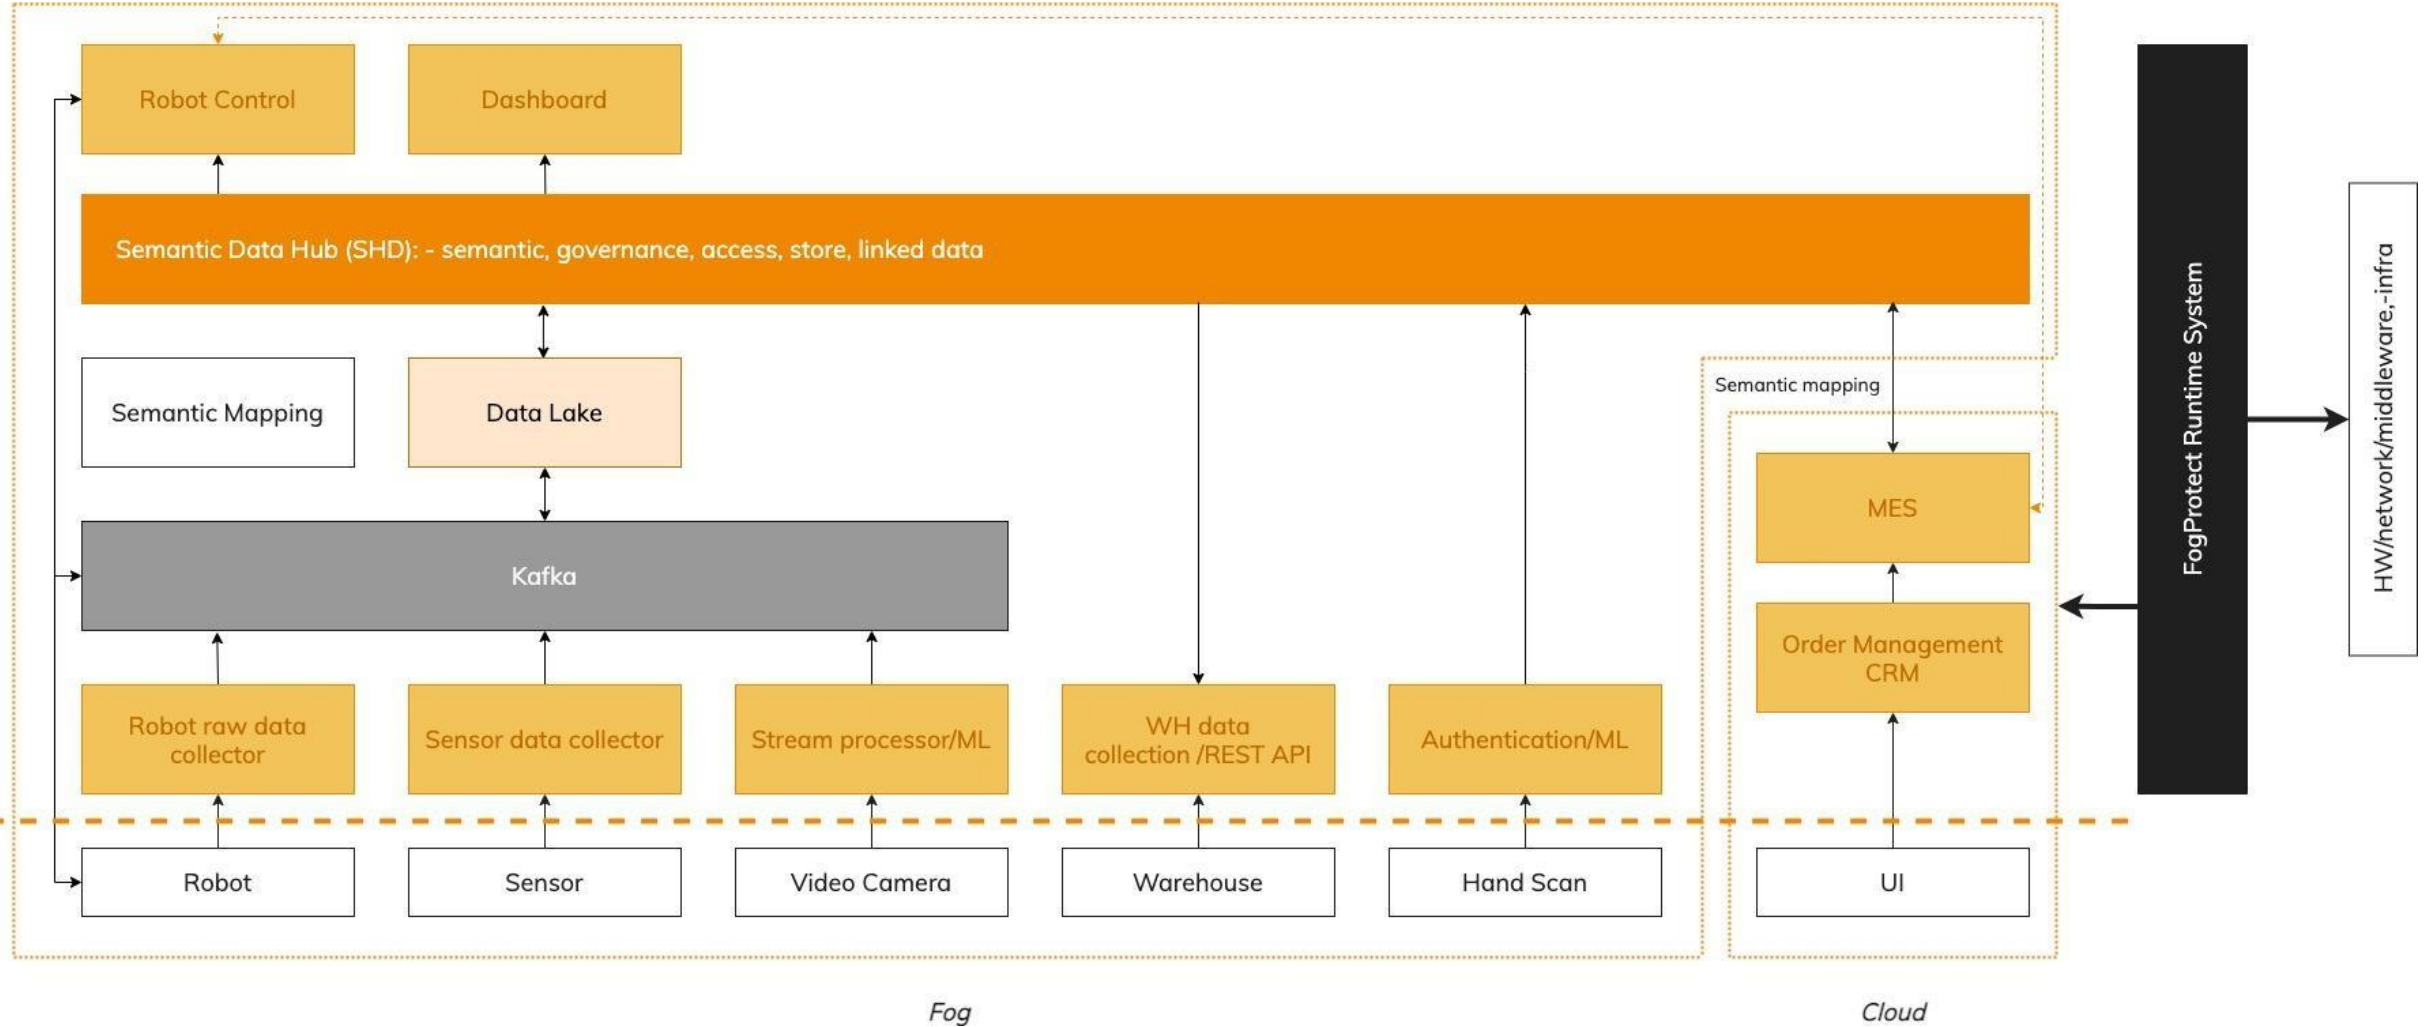 Robot Control
Dashboard
Semantic Data Hub (SHD): - semantic, governance, access, store, linked data
Semantic Mapping
Data Lake
Semantic mapping
MES
Kafka
Order Management
CRM
Robot raw data
collector
Sensor data collector
Stream processor/ML
WH data
collection /REST API
Authentication/ML
Robot
Sensor
Video Camera
Warehouse
Hand Scan
UI
FogProtect Runtime System
HW/network/middleware,-infra
Fog
Cloud